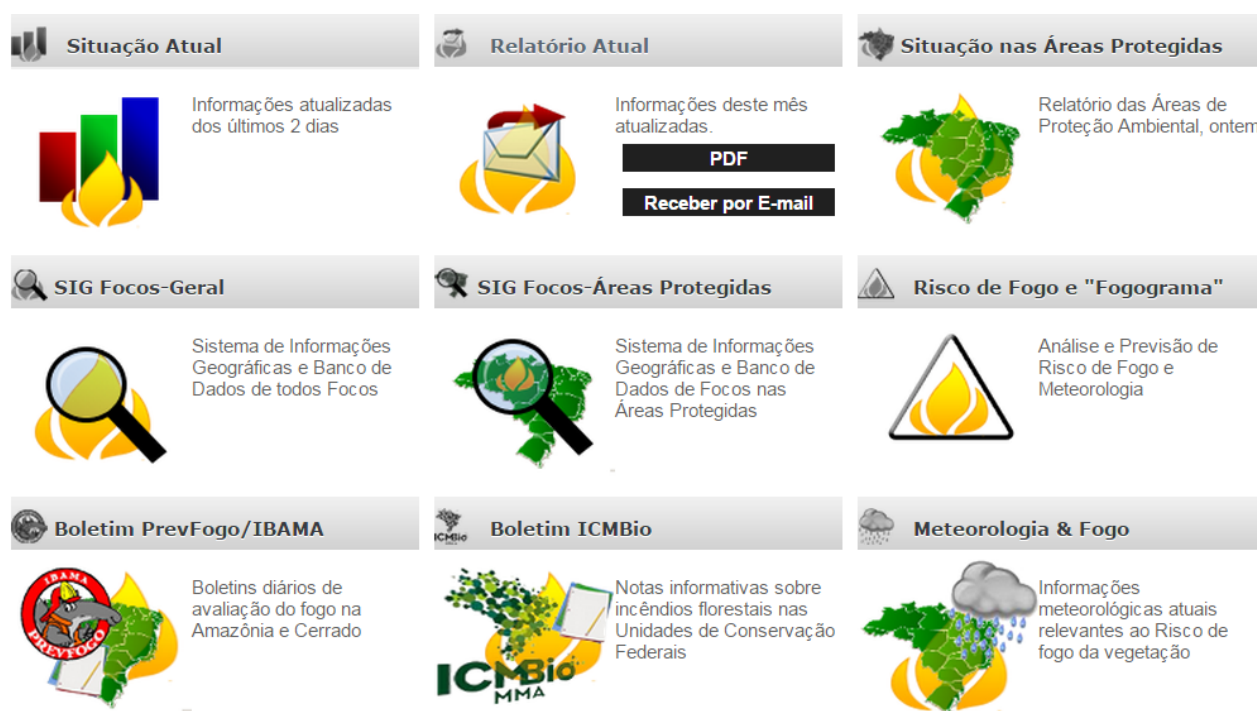 Situação Atual
Informações atualizadas
dos últimos 2 dias
Relatório Atual
Informações deste mês
atualizadas.
PDF
Receber por E-mail
Situação nas Áreas Protegidas
Relatório das Áreas de
Proteção Ambiental, ontem
SIG Focos-Geral
Sistema de Informações
Geográficas e Banco de
Dados de todos Focos
SIG Focos-Áreas Protegidas
Sistema de Informações
Geográficas e Banco de
Dados de Focos nas
Áreas Protegidas
Risco de Fogo e "Fogograma"
Análise e Previsão de
Risco de Fogo e
Meteorologia
Boletim PrevFogo/IBAMA
IBAMA
PREVFOGO
Boletins diários de
avaliação do fogo na
Amazônia e Cerrado
ICMBio
MMA
Boletim ICMBio
ICMBio
MMA
Notas informativas sobre
incêndios florestais nas
Unidades de Conservação
Federais
Meteorologia & Fogo
Informações
meteorológicas atuais
relevantes ao Risco de
fogo da vegetação